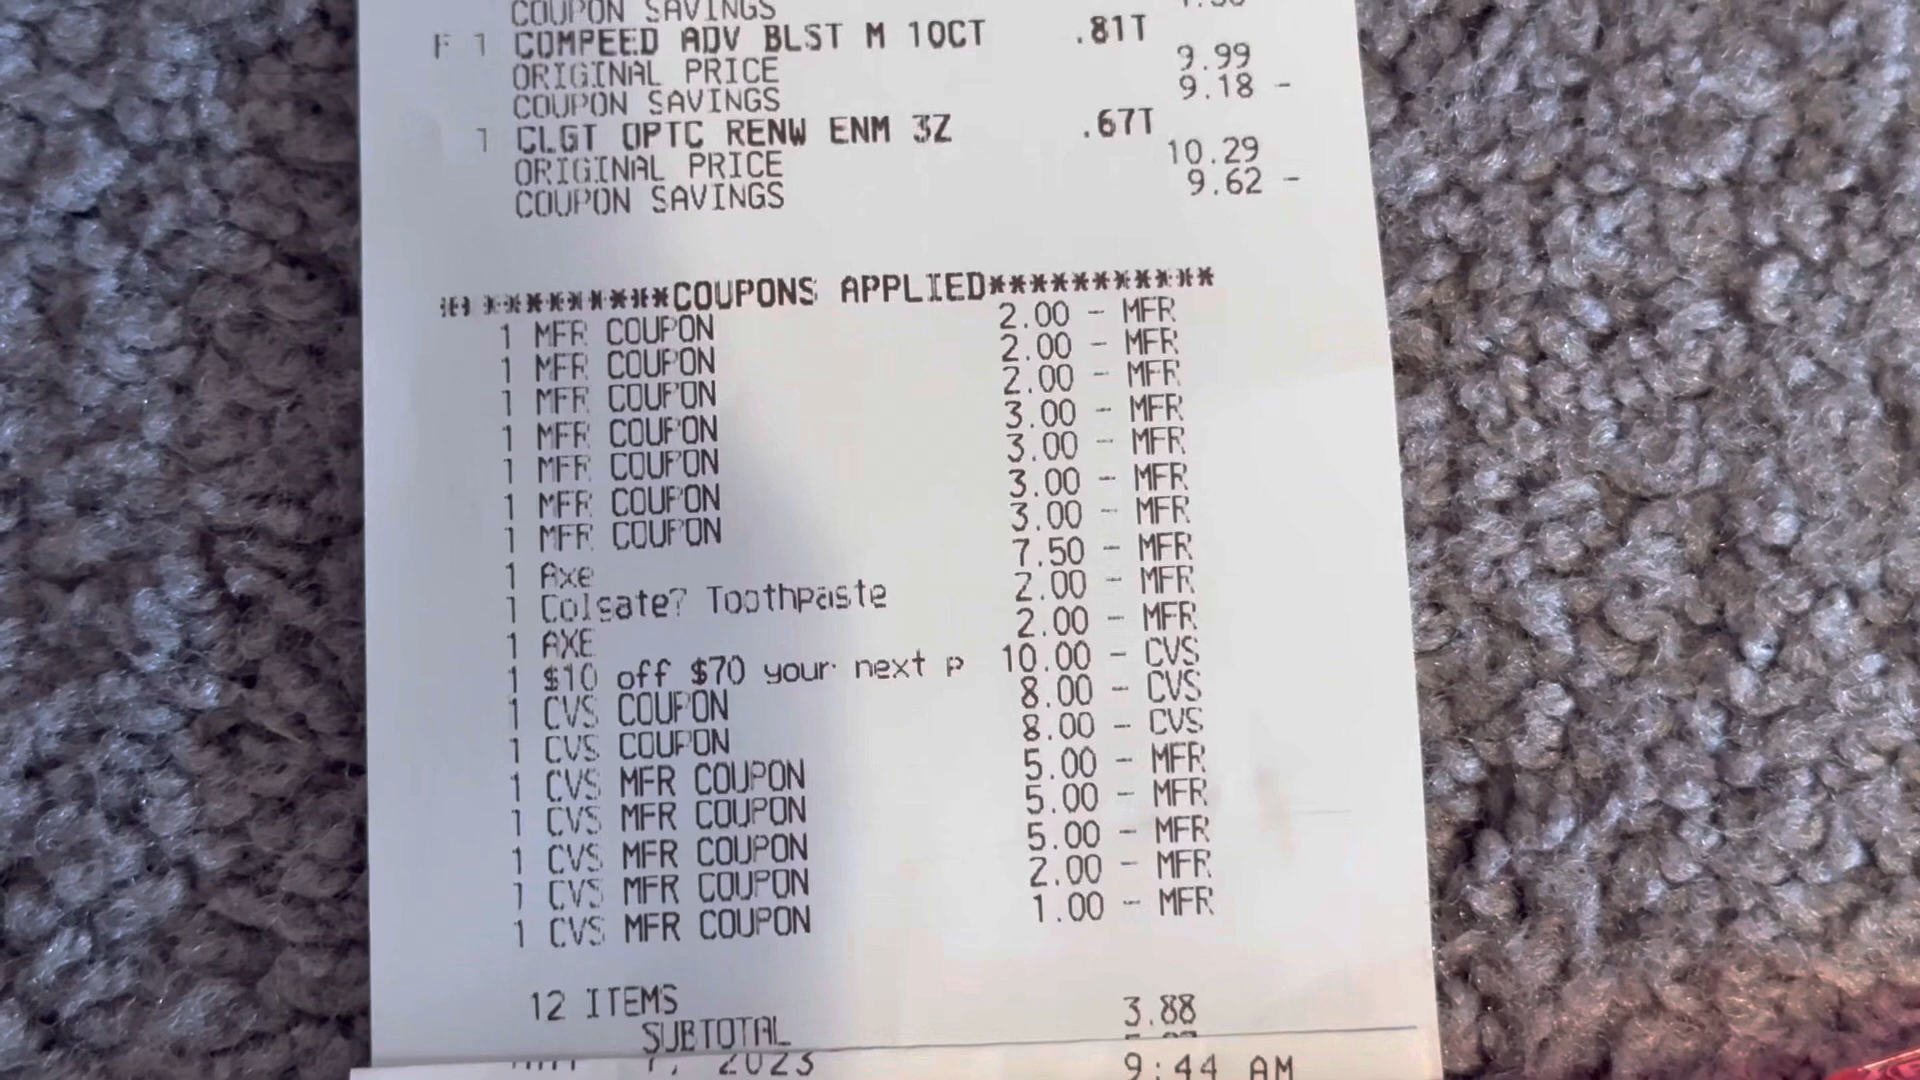 COUPON SAVINGS
F 1 COMPEED ADV BLST M 10CT .81T
ORIGINAL PRICE 9.99
COUPON SAVINGS 9.18 -
1 CLGT OPTC RENW ENM 3Z .67T
ORIGINAL PRICE 10.29
COUPON SAVINGS 9.62 -
***********COUPONS APPLIED***********
1 MFR COUPON 2.00 - MFR
1 MFR COUPON 2.00 - MFR
1 MFR COUPON 2.00 - MFR
1 MFR COUPON 3.00 - MFR
1 MFR COUPON 3.00 - MFR
1 MFR COUPON 3.00 - MFR
1 MFR COUPON 3.00 - MFR
1 Axe 7.50 - MFR
1 Colgate? Toothpaste 2.00 - MFR
1 AXE 2.00 - MFR
1 $10 off $70 your next p 10.00 - CVS
1 CVS COUPON 8.00 - CVS
1 CVS COUPON 8.00 - CVS
1 CVS MFR COUPON 5.00 - MFR
1 CVS MFR COUPON 5.00 - MFR
1 CVS MFR COUPON 5.00 - MFR
1 CVS MFR COUPON 2.00 - MFR
1 CVS MFR COUPON 1.00 - MFR
12 ITEMS
SUBTOTAL 3.88
2023 9:44 AM